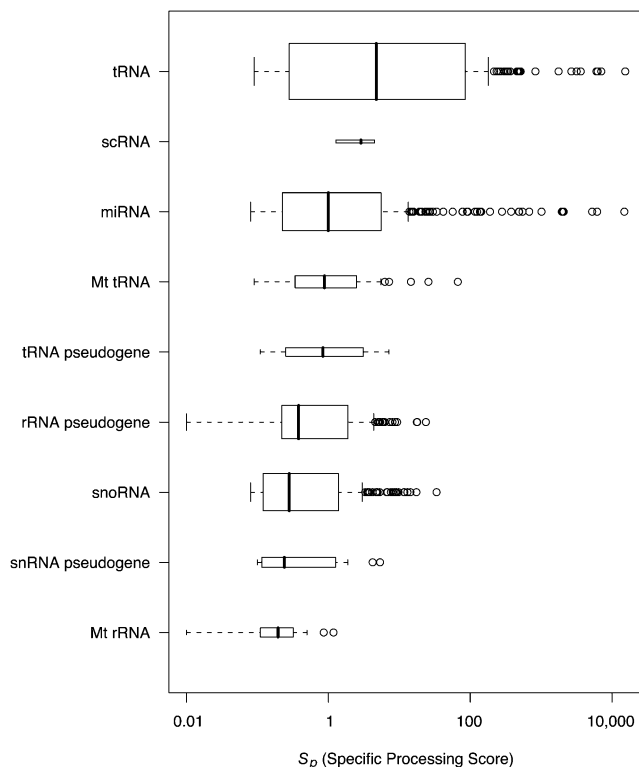 tRNA
scRNA
miRNA
Mt tRNA
tRNA pseudogene
rRNA pseudogene
snoRNA
snRNA pseudogene
Mt rRNA
0.01 1 100 10,000
Sp (Specific Processing Score)